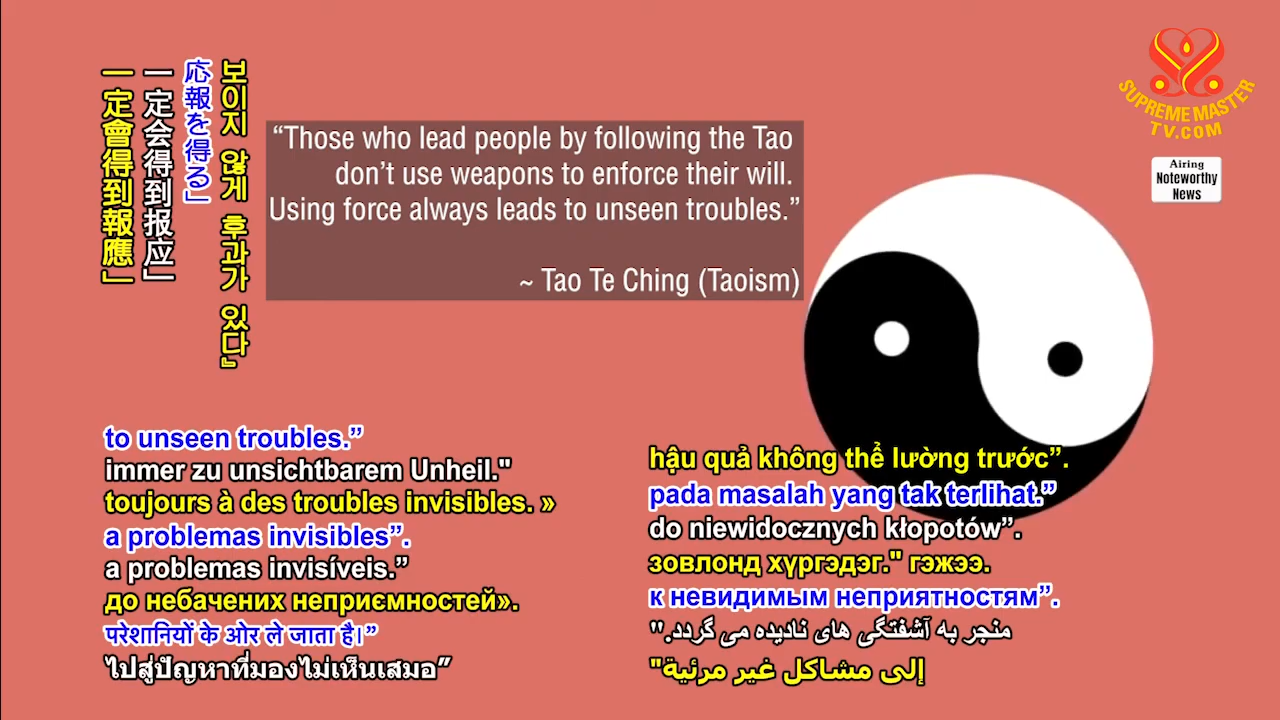 一定會得到報應」
一定会得到报应」
応報を得る」
보이지 않게 후과가 있다』
“Those who lead people by following the Tao
don’t use weapons to enforce their will.
Using force always leads to unseen troubles.”
~ Tao Te Ching (Taoism)
SUPREME MASTER
TV.COM
Airing
Noteworthy
News
to unseen troubles.”
immer zu unsichtbarem Unheil."
toujours à des troubles invisibles. »
a problemas invisibles”.
a problemas invisíveis.”
до небачених неприємностей».
परेशानियों के ओर ले जाता है।”
ไปสู่ปัญหาที่มองไม่เห็นเสมอ”
hậu quả không thể lường trước”.
pada masalah yang tak terlihat.”
do niewidocznych kłopotów”.
зовлонд хүргэдэг." гэжээ.
к невидимым неприятностям”.
منجر به آشفتگی های نادیده می گردد."
إلى مشاكل غير مرئية"